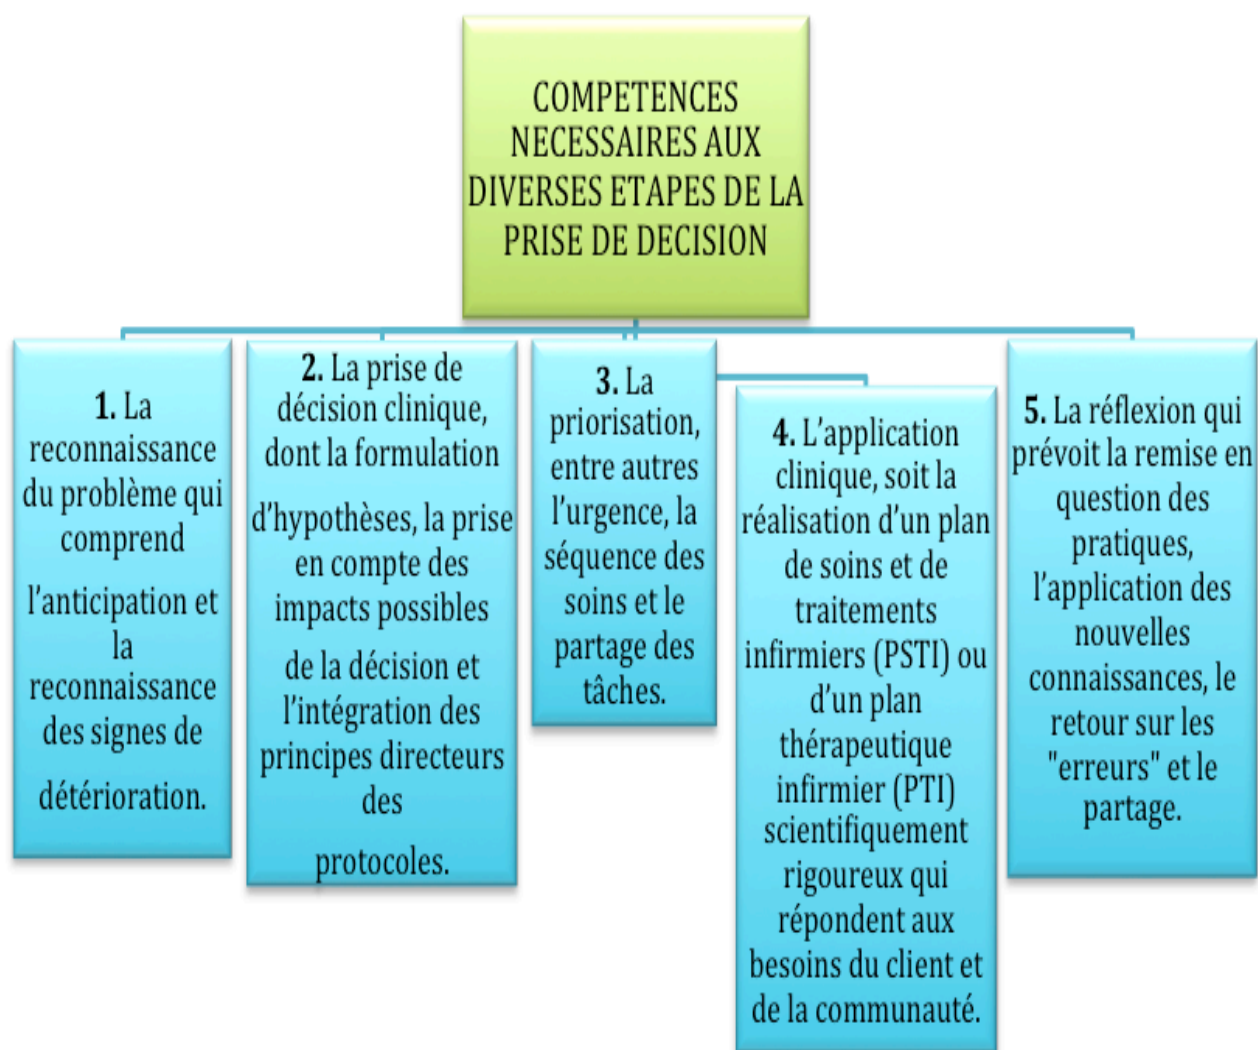 COMPETENCES
NECESSAIRES AUX
DIVERSES ETAPES DE LA
PRISE DE DECISION
1. La
reconnaissance
du problème qui
comprend
l’anticipation et
la
reconnaissance
des signes de
détérioration.
2. La prise de
décision clinique,
dont la formulation
d’hypothèses, la prise
en compte des
impacts possibles
de la décision et
l’intégration des
principes directeurs
des
protocoles.
3. La
priorisation,
entre autres
l’urgence, la
séquence des
soins et le
partage des
tâches.
4. L’application
clinique, soit la
réalisation d’un plan
de soins et de
traitements
infirmiers (PSTI) ou
d’un plan
thérapeutique
infirmier (PTI)
scientifiquement
rigoureux qui
répondent aux
besoins du client et
de la communauté.
5. La réflexion qui
prévoit la remise en
question des
pratiques,
l’application des
nouvelles
connaissances, le
retour sur les
"erreurs" et le
partage.